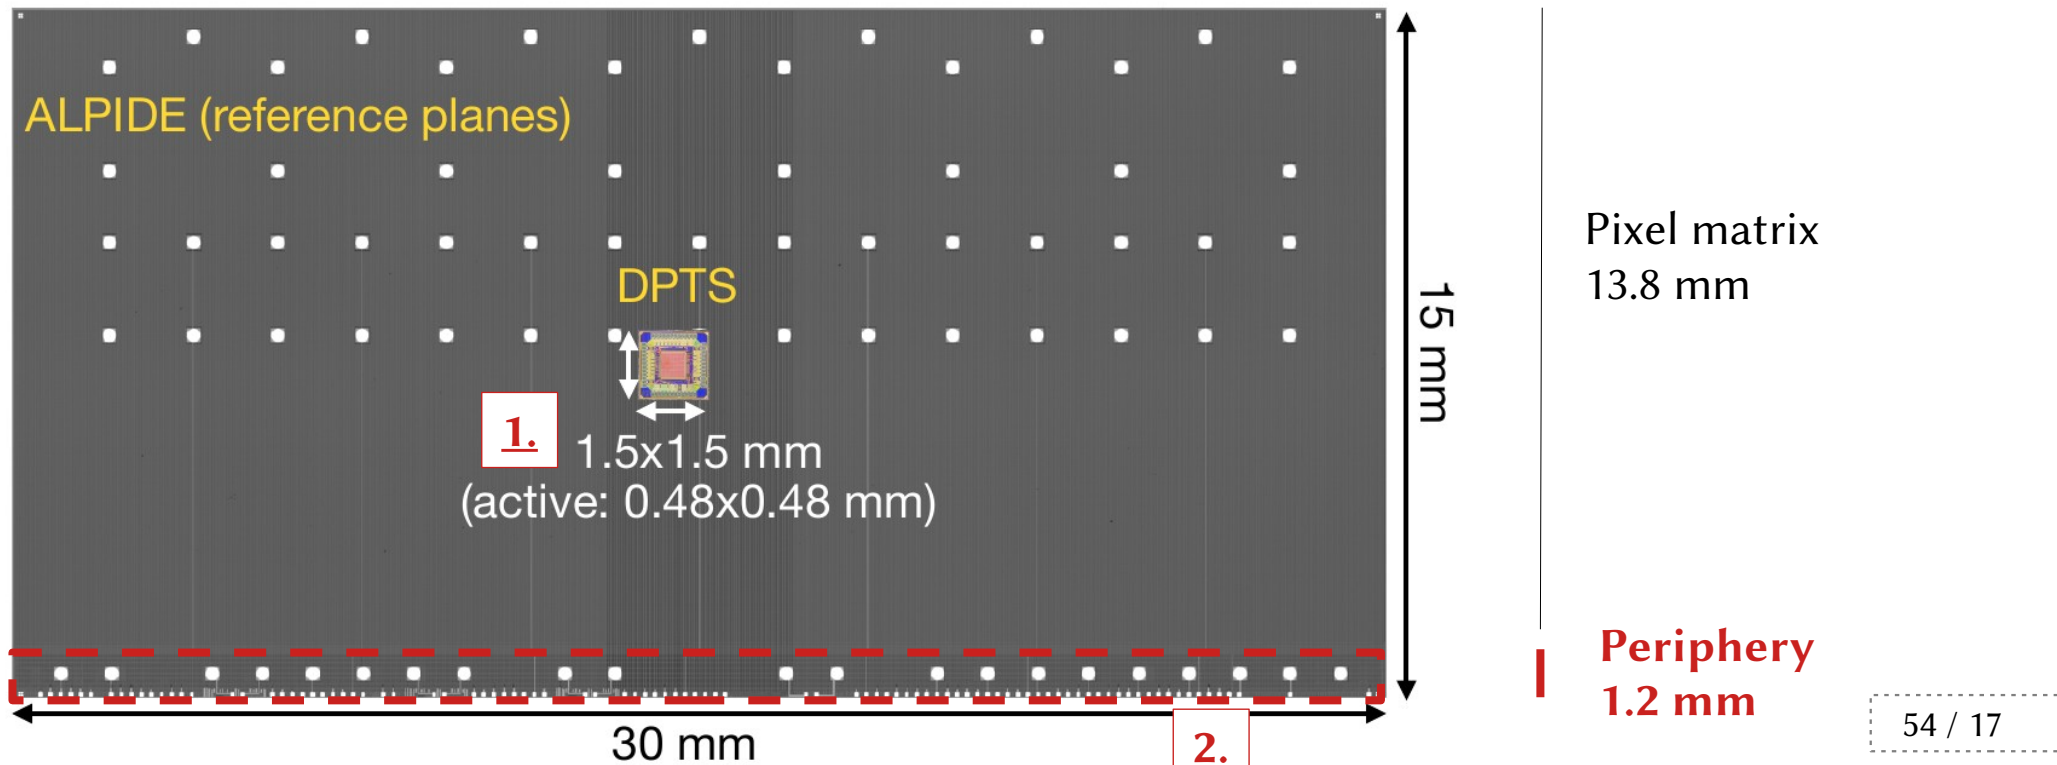 ALPIDE (reference planes)
DPTS
1.
1.5x1.5 mm
(active: 0.48x0.48 mm)
15 mm
30 mm
2.
Pixel matrix
13.8 mm
Periphery
1.2 mm
54 / 17